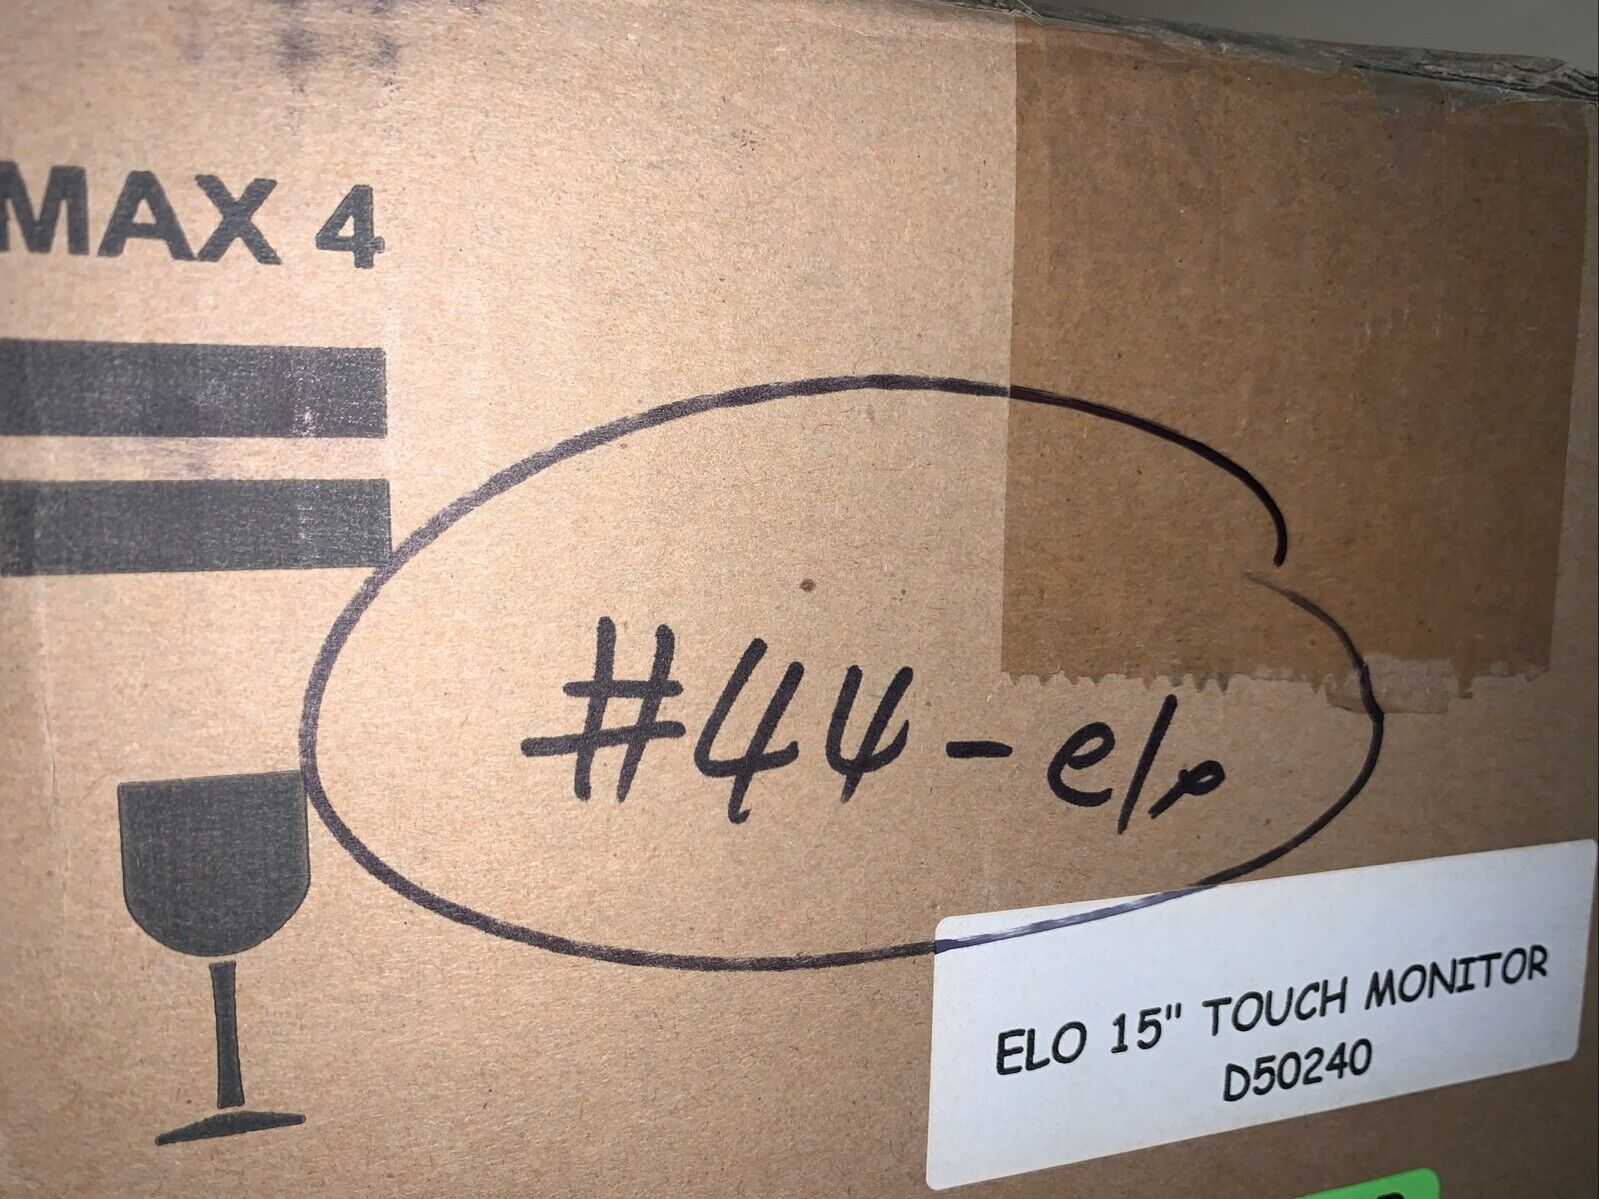 MAX 4
#44-elo
ELO 15" TOUCH MONITOR
D50240